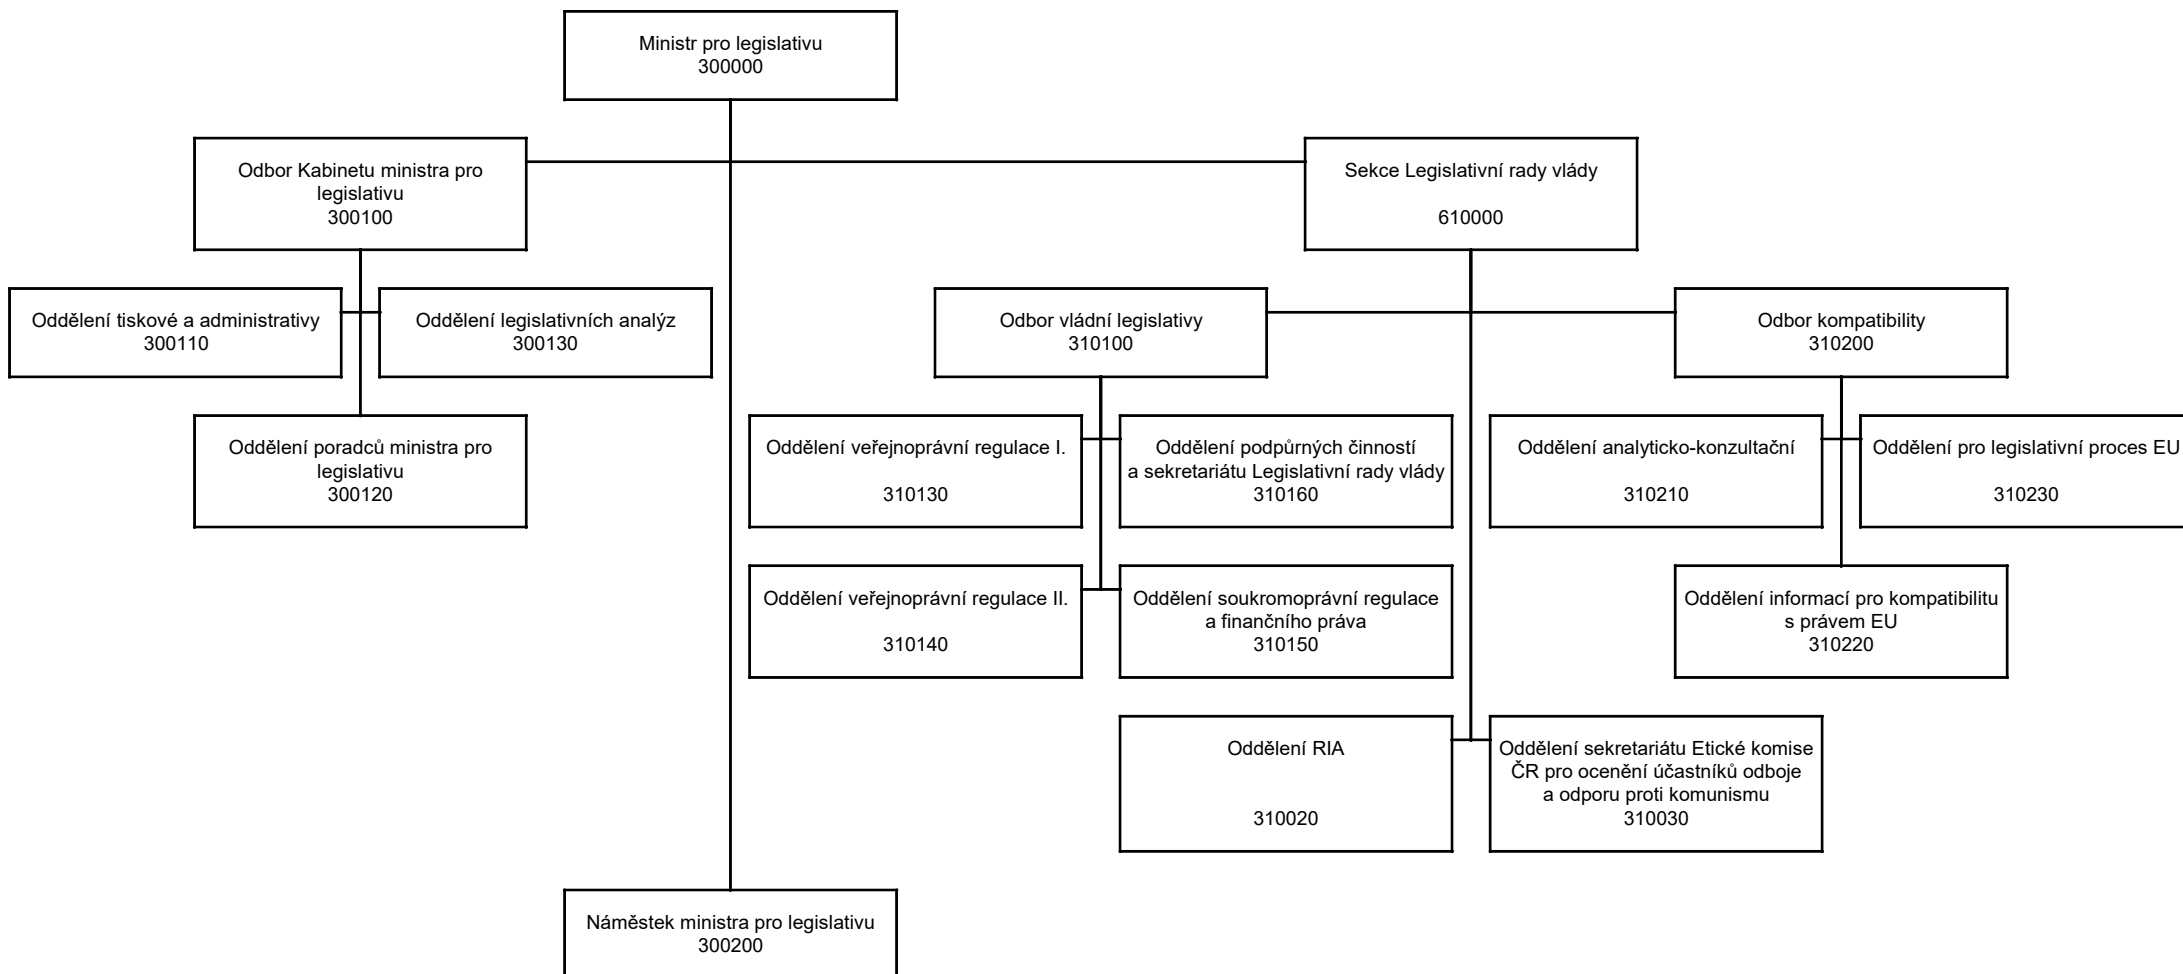 Ministr pro legislativu
300000
Odbor Kabinetu ministra pro
legislativu
300100
Sekce Legislativní rady vlády
610000
Oddělení tiskové a administrativy
300110
Oddělení legislativních analýz
300130
Odbor vládní legislativy
310100
Odbor kompatibility
310200
Oddělení poradců ministra pro
legislativu
300120
Oddělení veřejnoprávní regulace I.
310130
Oddělení podpůrných činností
a sekretariátu Legislativní rady vlády
310160
Oddělení analyticko-konzultační
310210
Oddělení pro legislativní proces EU
310230
Oddělení veřejnoprávní regulace II.
310140
Oddělení soukromoprávní regulace
a finančního práva
310150
Oddělení informací pro kompatibilitu
s právem EU
310220
Oddělení RIA
310020
Oddělení sekretariátu Etické komise
ČR pro ocenění účastníků odboje
a odporu proti komunismu
310030
Náměstek ministra pro legislativu
300200